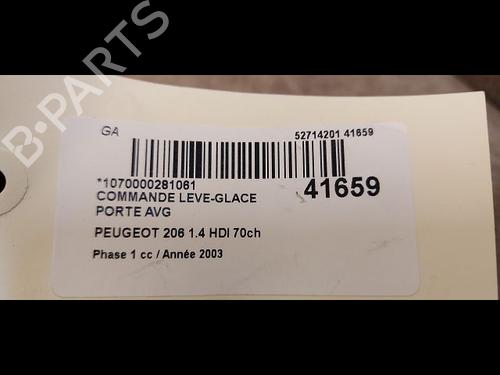 B-PARTS
GA
52714201 41659
*1070000281061
COMMANDE LEVE-GLACE
PORTE AVG
41659
PEUGEOT 206 1.4 HDI 70ch
Phase 1 cc / Année 2003